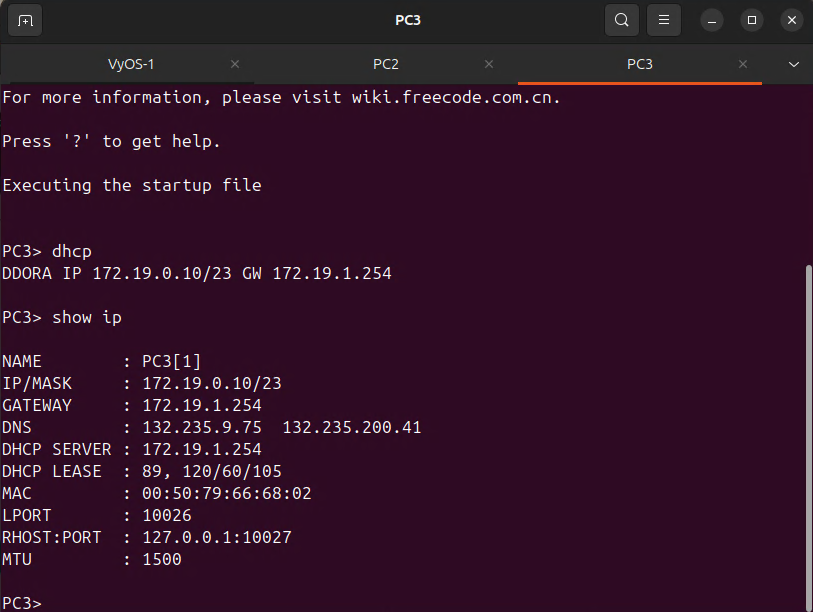 PC3
VyOS-1
PC2
PC3
For more information, please visit wiki.freecode.com.cn.
Press '?' to get help.
Executing the startup file
PC3> dhcp
DDORA IP 172.19.0.10/23 GW 172.19.1.254
PC3> show ip
NAME        : PC3[1]
IP/MASK     : 172.19.0.10/23
GATEWAY     : 172.19.1.254
DNS         : 132.235.9.75  132.235.200.41
DHCP SERVER : 172.19.1.254
DHCP LEASE  : 89, 120/60/105
MAC         : 00:50:79:66:68:02
LPORT       : 10026
RHOST:PORT  : 127.0.0.1:10027
MTU         : 1500
PC3>